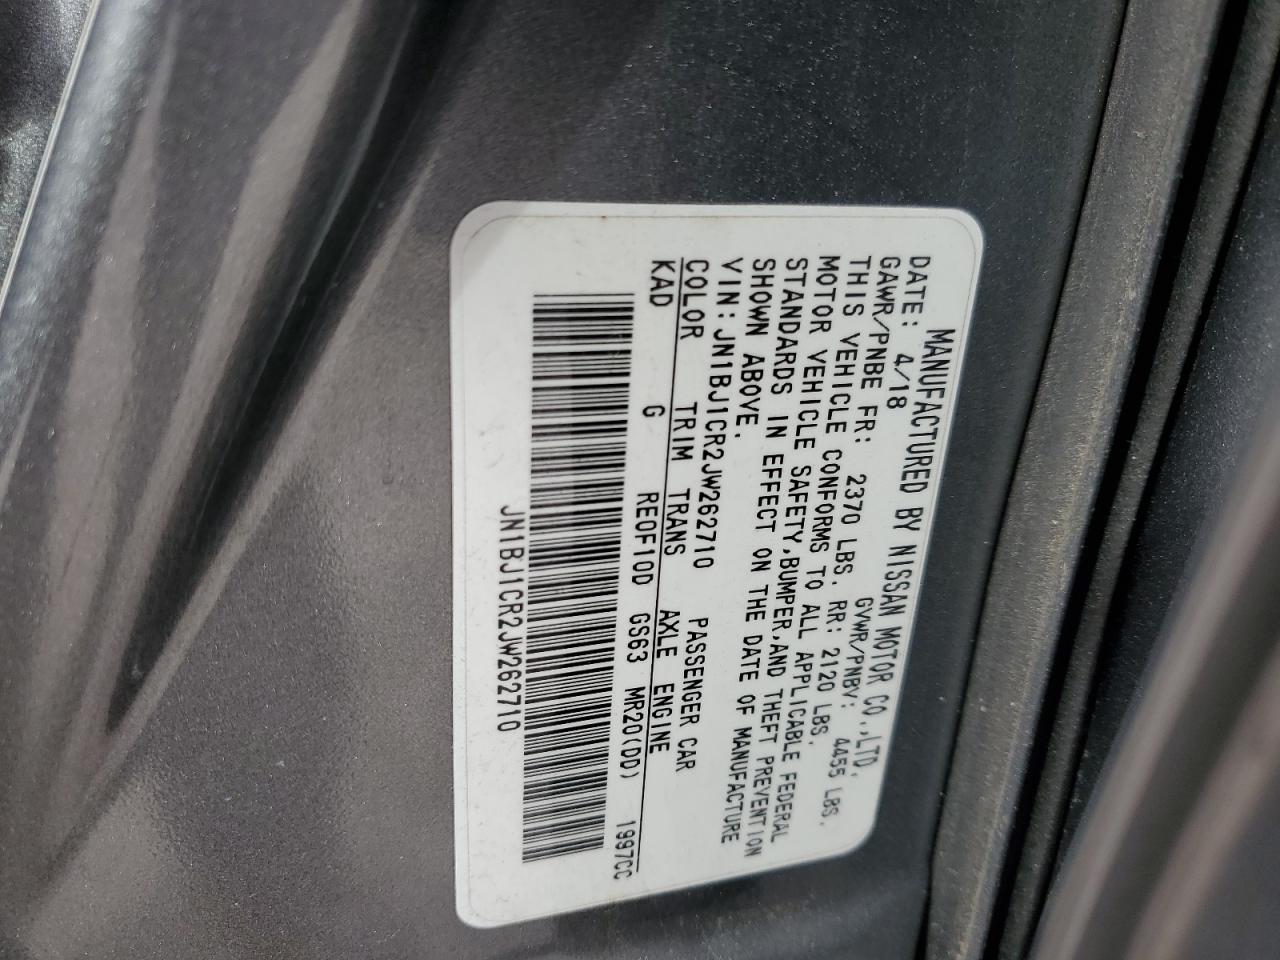 MANUFACTURED BY NISSAN MOTOR CO.,LTD.
DATE: 4/18 GVWR/PNBV: 4455 LBS.
GAWR/PNBE FR: 2370 LBS. RR: 2120 LBS.
THIS VEHICLE CONFORMS TO ALL APPLICABLE FEDERAL
MOTOR VEHICLE SAFETY,BUMPER,AND THEFT PREVENTION
STANDARDS IN EFFECT ON THE DATE OF MANUFACTURE
SHOWN ABOVE.
VIN: JN1BJ1CR2JW262710 PASSENGER CAR
COLOR TRIM TRANS AXLE ENGINE
KAD G RE0F10D GS63 MR20(DD) 1997CC
JN1BJ1CR2JW262710